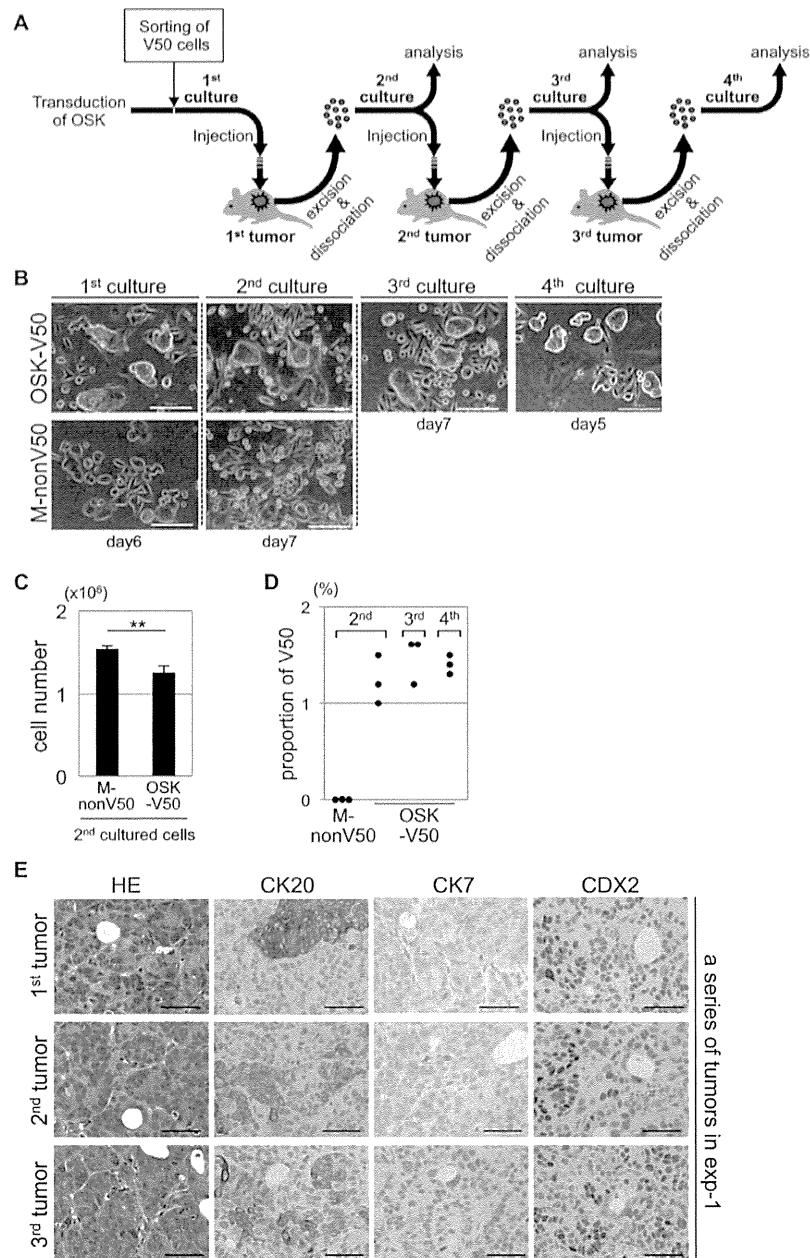 A
Sorting of
V50 cells
Transduction
of OSK
1st
culture
Injection
1st tumor
excision
&
dissociation
2nd
culture
analysis
Injection
2nd tumor
excision
&
dissociation
3rd
culture
analysis
Injection
3rd tumor
excision
&
dissociation
4th
culture
analysis
B
1st culture
2nd culture
3rd culture
4th culture
OSK-V50
day7
day5
M-nonV50
day6
day7
C
(x10⁶)
cell number
2
1
0
**
M-
nonV50
OSK
-V50
2nd cultured cells
D
(%)
proportion of V50
2
1
0
2nd
3rd
4th
M-
nonV50
OSK
-V50
E
HE
CK20
CK7
CDX2
1st tumor
2nd tumor
3rd tumor
a series of tumors in exp-1